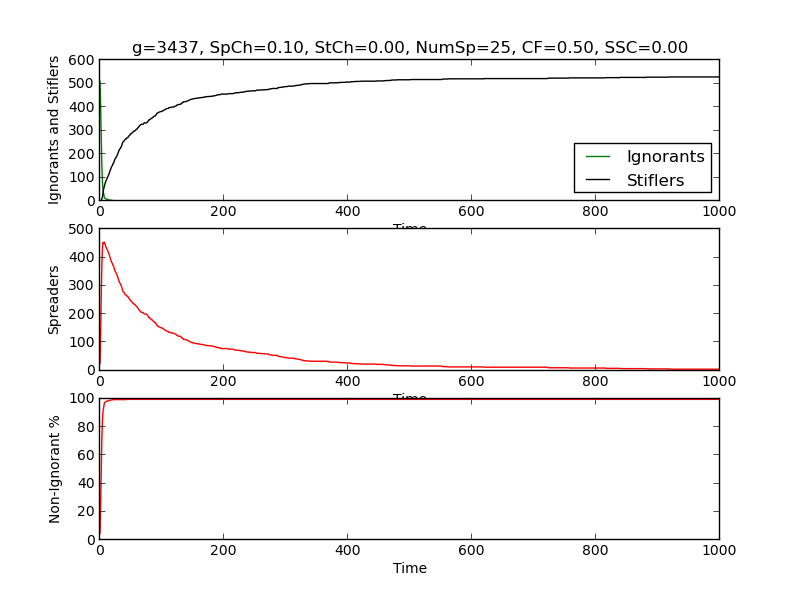 g=3437, SpCh=0.10, StCh=0.00, NumSp=25, CF=0.50, SSC=0.00
Ignorants and Stiflers
600
500
400
300
200
100
0
Ignorants
Stiflers
0 200 400 600 800 1000
Time
Spreaders
500
400
300
200
100
0
0 200 400 600 800 1000
Time
Non-Ignorant %
100
80
60
40
20
0
0 200 400 600 800 1000
Time